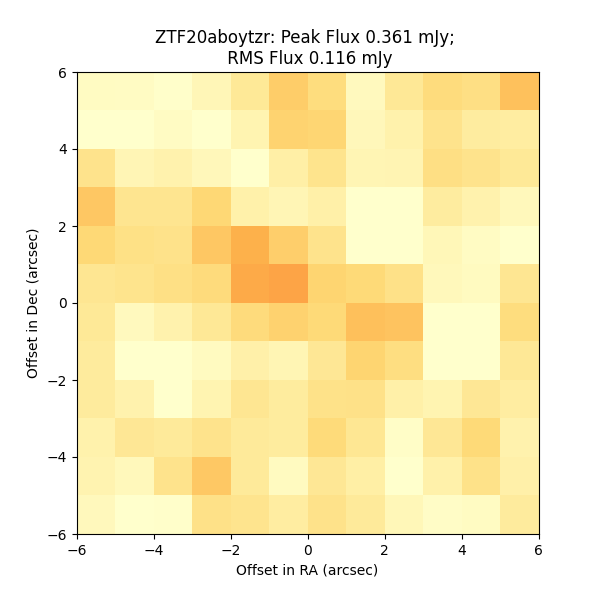 ZTF20aboytzr: Peak Flux 0.361 mJy;
RMS Flux 0.116 mJy
6
4
2
0
−2
−4
−6
Offset in Dec (arcsec)
−6 −4 −2 0 2 4 6
Offset in RA (arcsec)